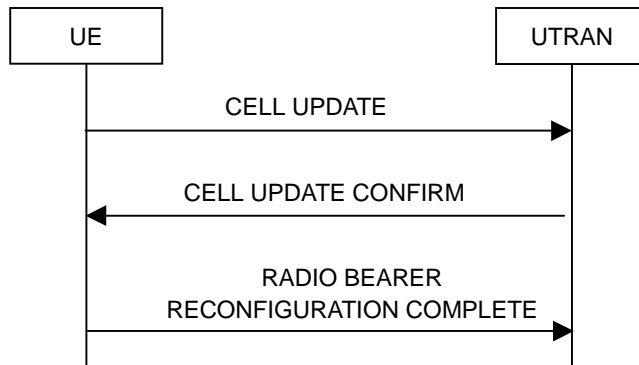 UE
UTRAN
CELL UPDATE
CELL UPDATE CONFIRM
RADIO BEARER
RECONFIGURATION COMPLETE